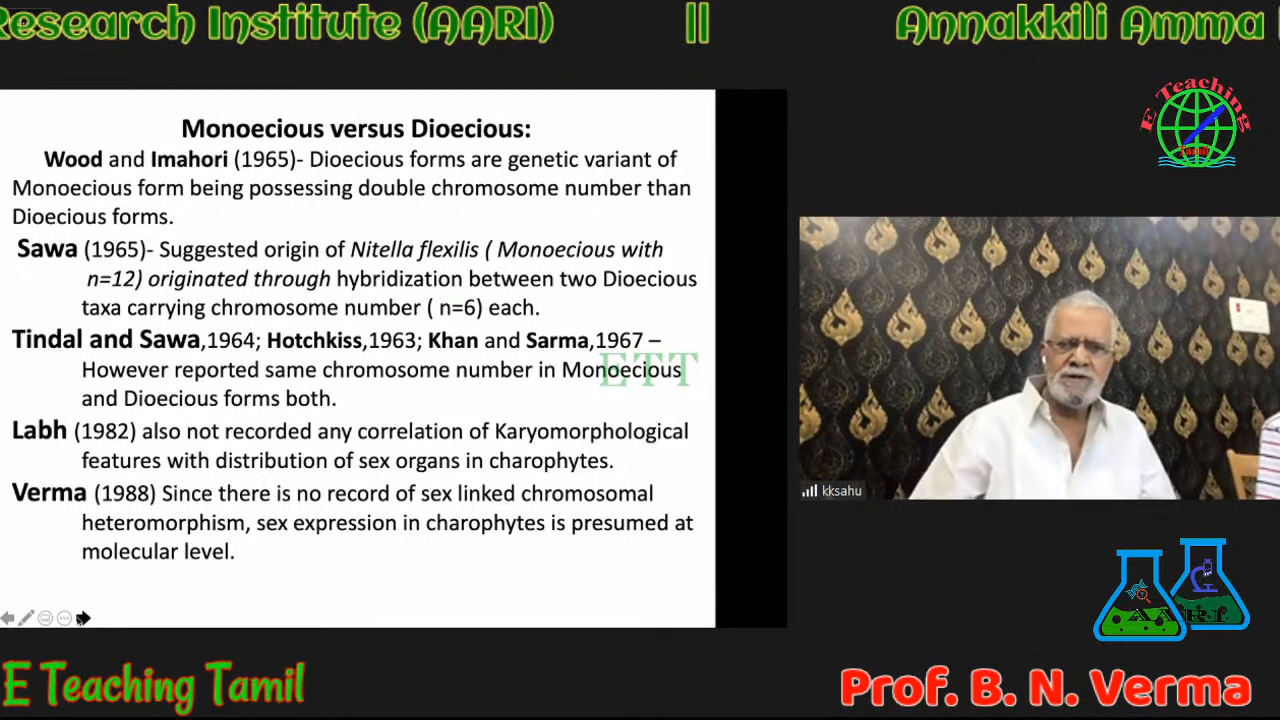 Research Institute (AARI) || Annakkili Amma
E Teaching
Tamil
Monoecious versus Dioecious:
Wood and Imahori (1965)- Dioecious forms are genetic variant of
Monoecious form being possessing double chromosome number than
Dioecious forms.
Sawa (1965)- Suggested origin of Nitella flexilis ( Monoecious with
n=12) originated through hybridization between two Dioecious
taxa carrying chromosome number ( n=6) each.
Tindal and Sawa,1964; Hotchkiss,1963; Khan and Sarma,1967 –
However reported same chromosome number in Monoecious
and Dioecious forms both.
ETT
Labh (1982) also not recorded any correlation of Karyomorphological
features with distribution of sex organs in charophytes.
Verma (1988) Since there is no record of sex linked chromosomal
heteromorphism, sex expression in charophytes is presumed at
molecular level.
kksahu
AARI
E Teaching Tamil
Prof. B. N. Verma